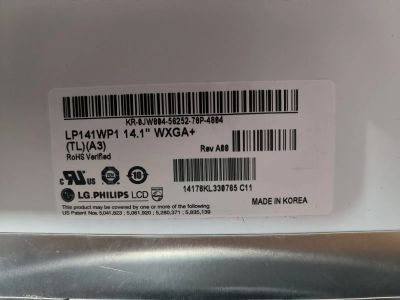 KR-0JW804-56252-78P-4804
LP141WP1 14.1" WXGA+
(TL)(A3)
Rev A00
RoHS Verified
14178KL330765 C11
LG.PHILIPS LCD
MADE IN KOREA
This product may be covered by one or more of the following
US Patent Nos. 5,041,823 ; 5,061,920 ; 5,280,371 ; 5,835,139